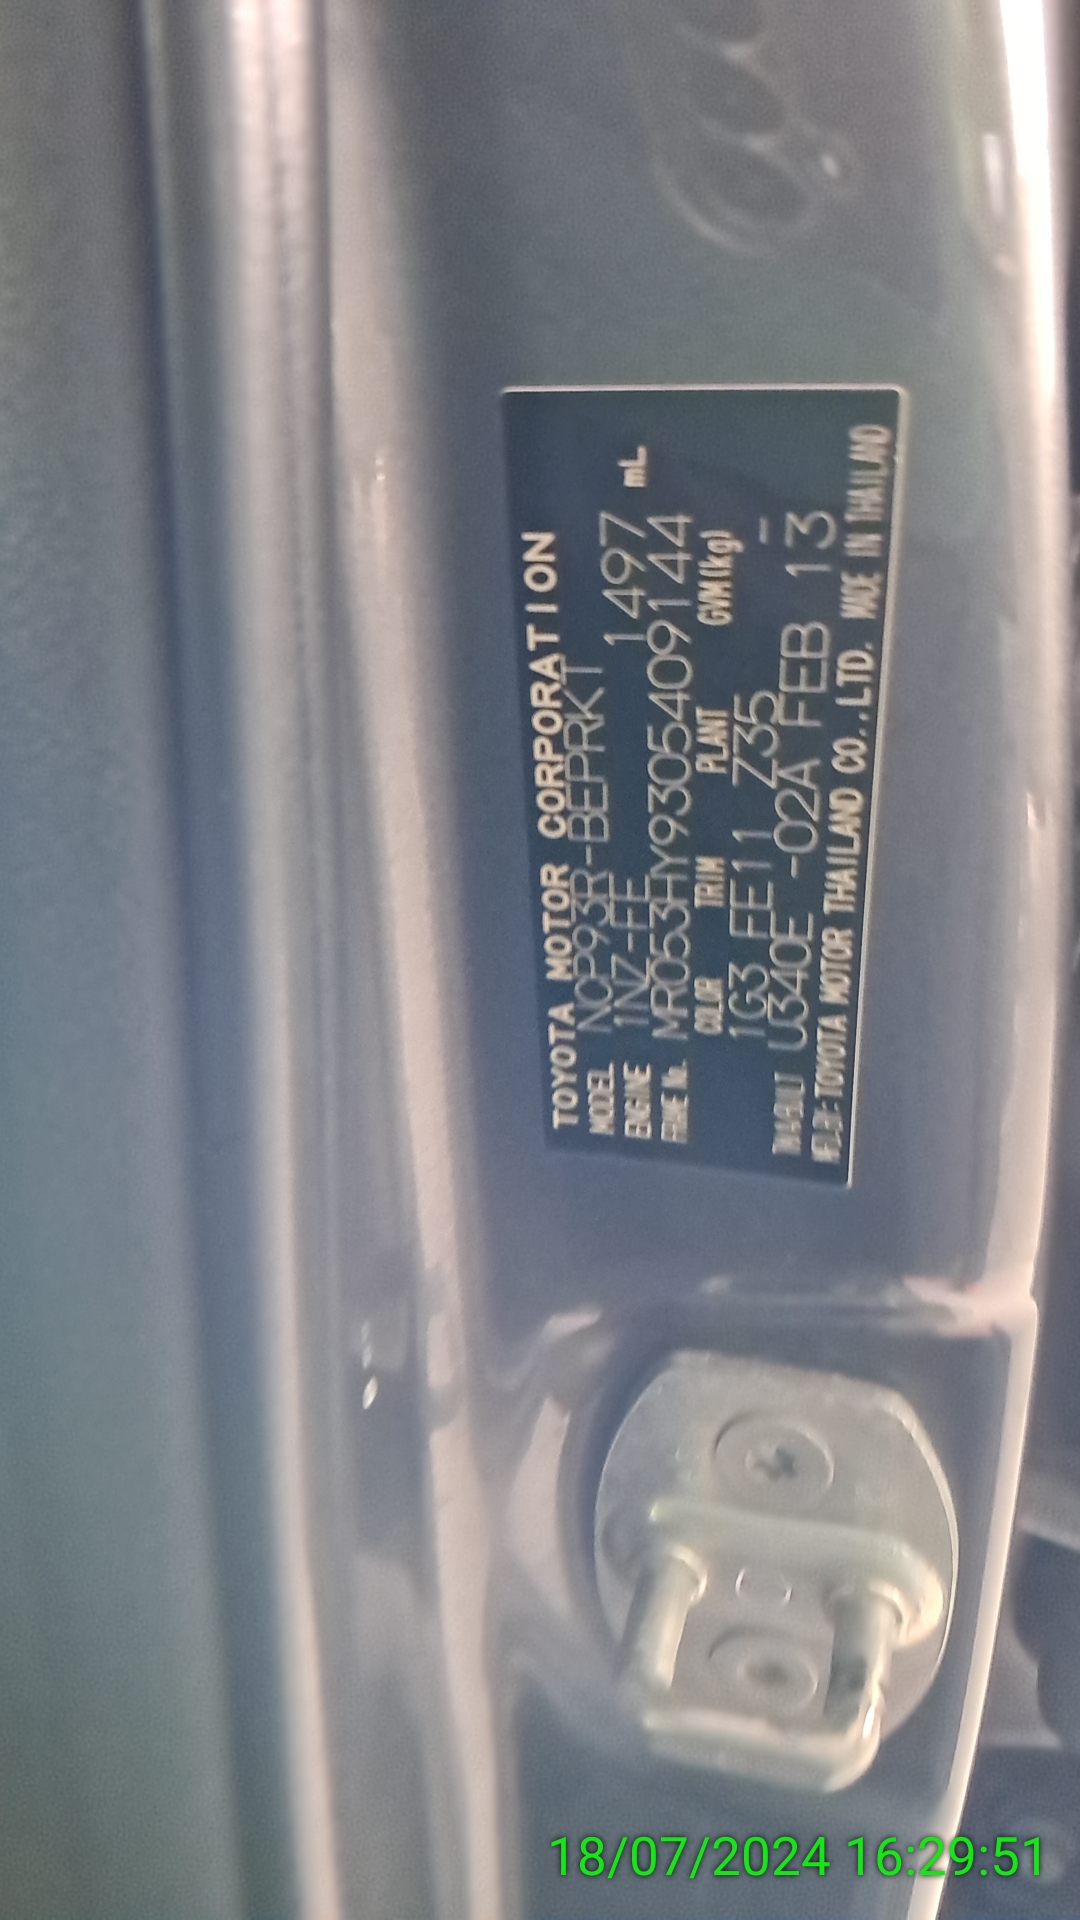 TOYOTA MOTOR CORPORATION
MODEL NCP93R-BEPRKT
ENGINE 1NZ-FE 1497 mL
FRAME No. MR053HY9305409144
COLOR TRIM PLANT GVM(kg)
1G3 FE11 Z35 -
U340E -02A FEB 13
TOYOTA MOTOR THAILAND CO.,LTD. MADE IN THAILAND
18/07/2024 16:29:51